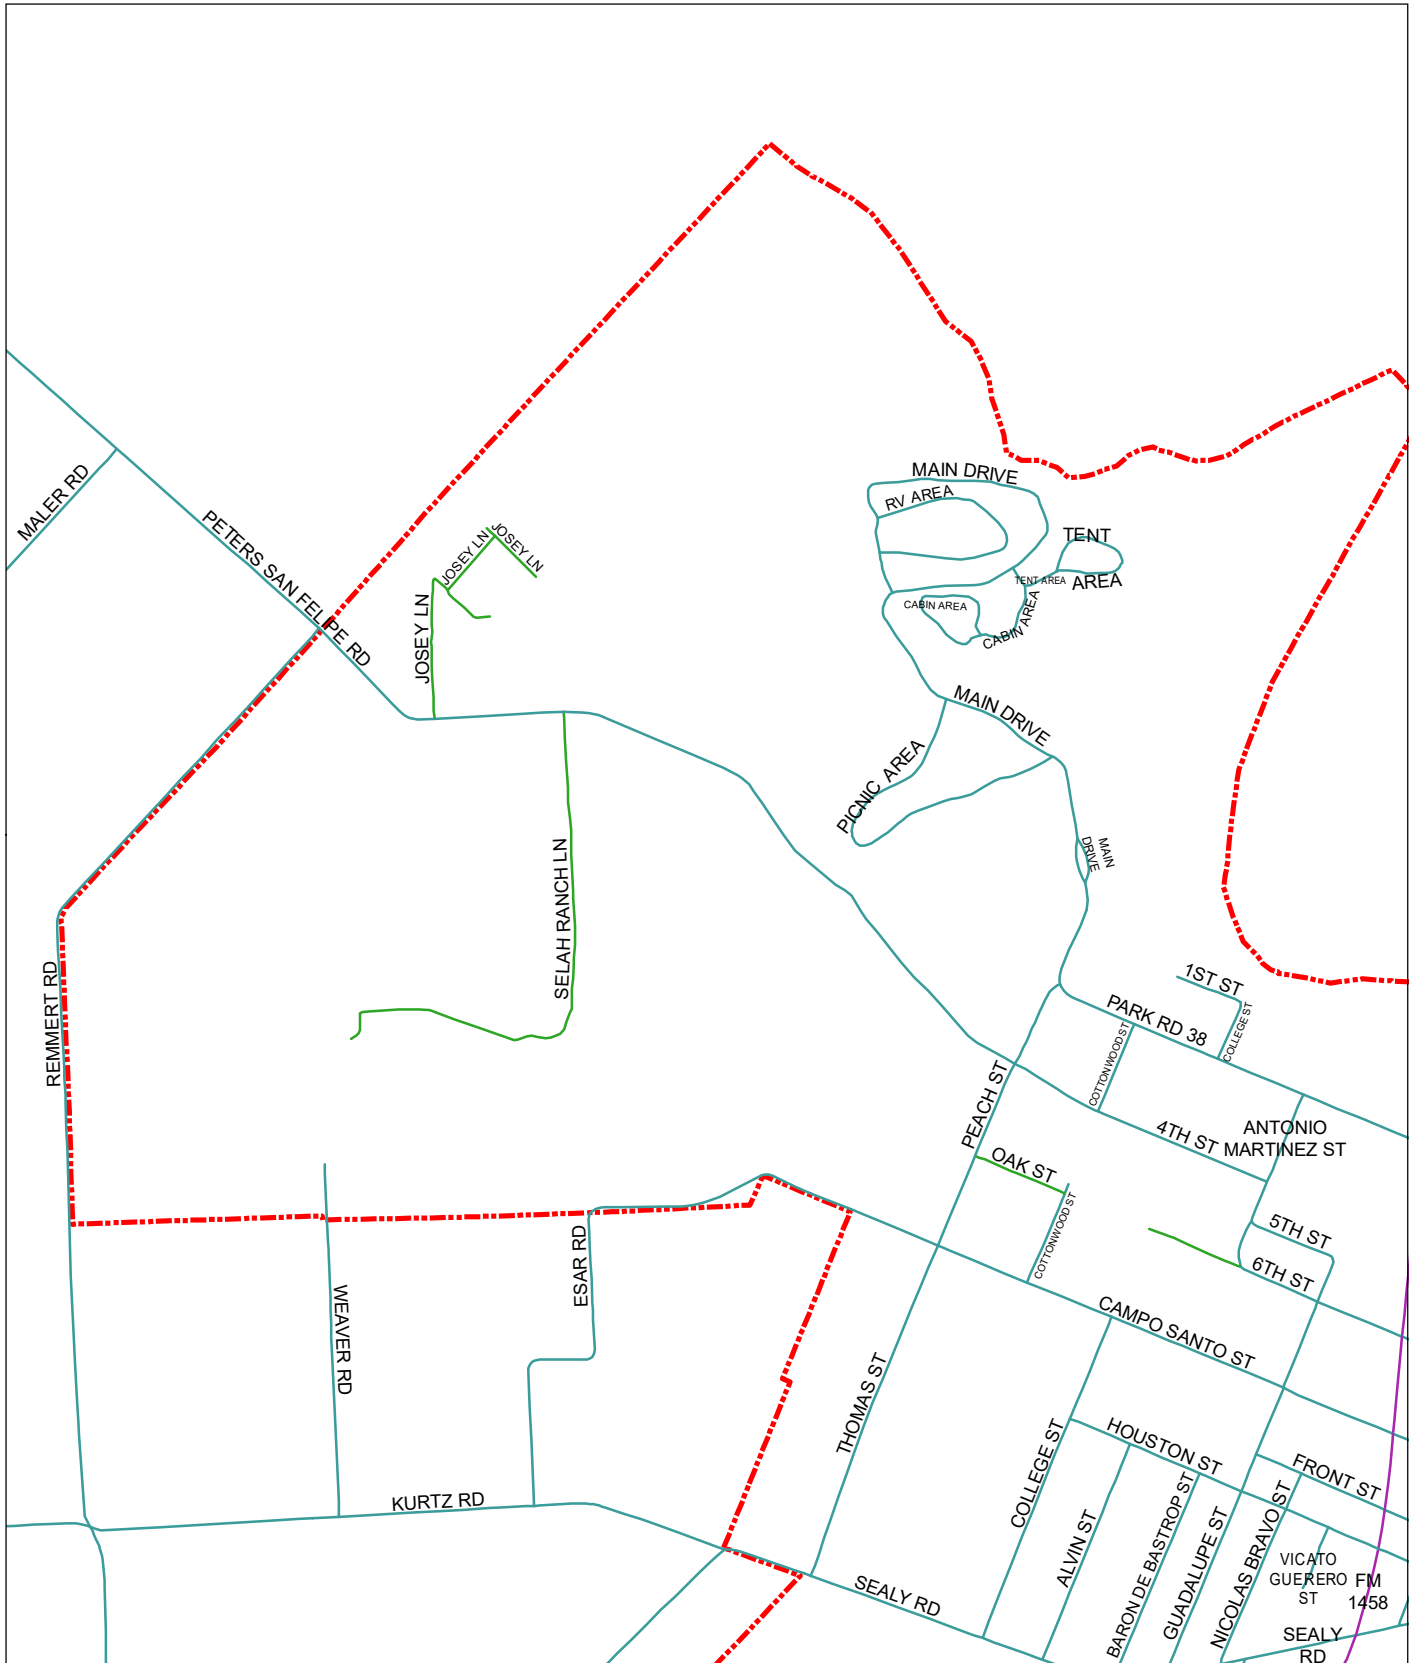 MAIN DRIVE
RV AREA
MALER RD
PETERS SAN FELIPE RD
JOSEY LN
JOSEY LN
JOSEY LN
TENT
AREA
TENT AREA
CABIN AREA
CABIN AREA
MAIN DRIVE
PICNIC AREA
MAIN
DRIVE
SELAH RANCH LN
REMMERT RD
1ST ST
PARK RD 38
COLLEGE ST
COTTONWOOD ST
PEACH ST
4TH ST
ANTONIO
MARTINEZ ST
OAK ST
COTTONWOOD ST
5TH ST
6TH ST
ESAR RD
WEAVER RD
CAMPO SANTO ST
THOMAS ST
HOUSTON ST
COLLEGE ST
FRONT ST
KURTZ RD
ALVIN ST
BARON DE BASTROP ST
GUADALUPE ST
NICOLAS BRAVO ST
VICATO
GUERERO
ST
FM
1458
SEALY RD
SEALY
RD